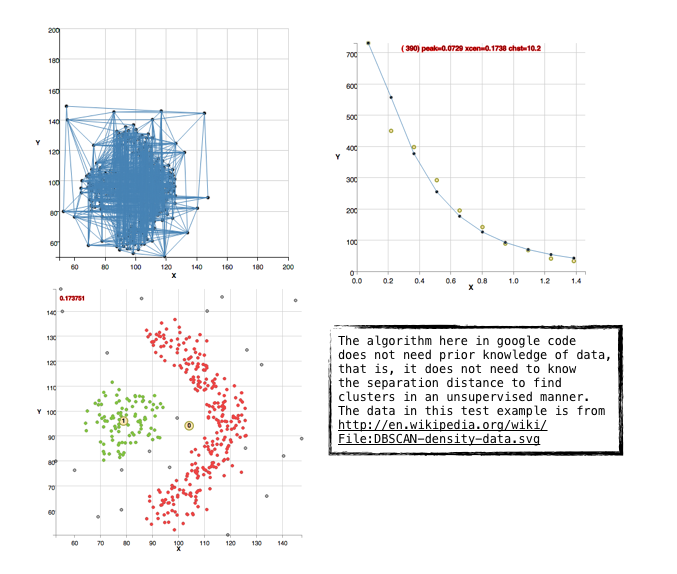 200
180
160
140
120
100
80
60
Y
60 80 100 120 140 160 180 200
X
( 390) peak=0.0729 xcen=0.1738 chst=10.2
700
600
500
400
300
200
100
0
Y
0.0 0.2 0.4 0.6 0.8 1.0 1.2 1.4
X
0.173751
140
130
120
110
100
90
80
70
60
50
Y
1
0
60 70 80 90 100 110 120 130 140
X
The algorithm here in google code
does not need prior knowledge of data,
that is, it does not need to know
the separation distance to find
clusters in an unsupervised manner.
The data in this test example is from
http://en.wikipedia.org/wiki/
File:DBSCAN-density-data.svg